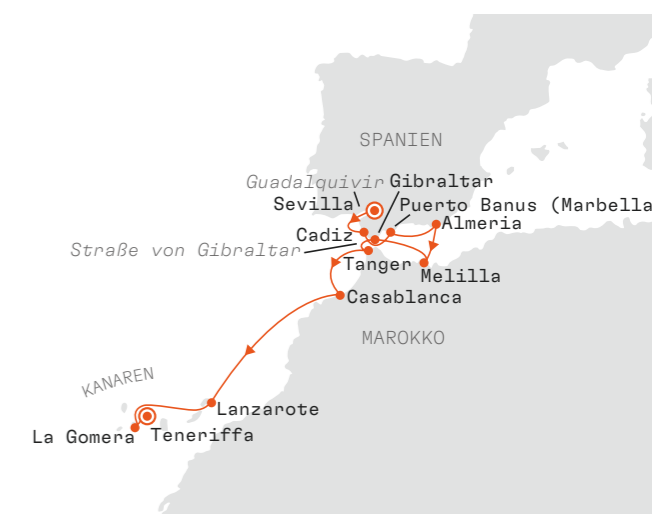 SPANIEN
Guadalquivir
Gibraltar
Sevilla
Puerto Banus (Marbella
Almeria
Cadiz
Straße von Gibraltar
Tanger
Melilla
Casablanca
MAROKKO
KANAREN
Lanzarote
La Gomera
Teneriffa